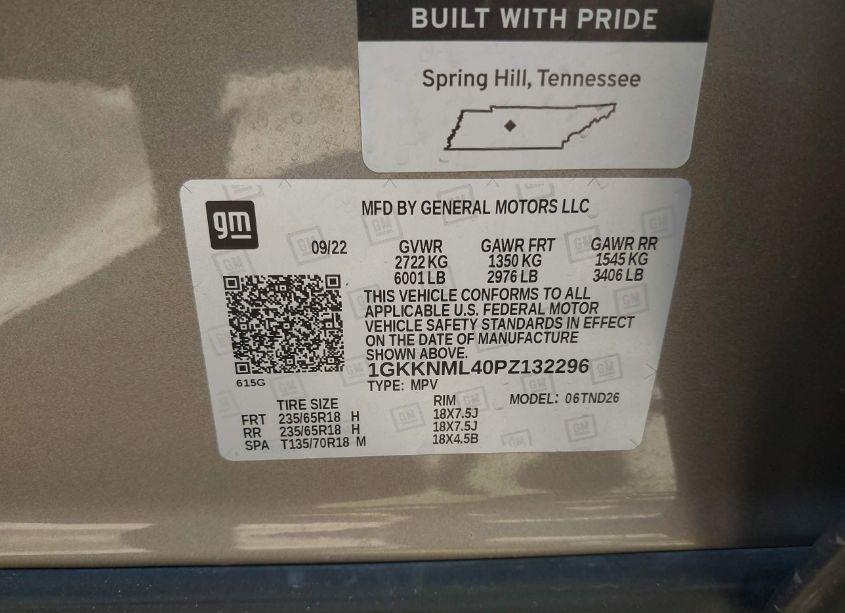 BUILT WITH PRIDE
Spring Hill, Tennessee
gm
MFD BY GENERAL MOTORS LLC
09/22 GVWR GAWR FRT GAWR RR
2722 KG 1350 KG 1545 KG
6001 LB 2976 LB 3406 LB
THIS VEHICLE CONFORMS TO ALL
APPLICABLE U.S. FEDERAL MOTOR
VEHICLE SAFETY STANDARDS IN EFFECT
ON THE DATE OF MANUFACTURE
SHOWN ABOVE.
1GKKNML40PZ132296
615G
TYPE: MPV
TIRE SIZE RIM MODEL: 06TND26
FRT 235/65R18 H 18X7.5J
RR 235/65R18 H 18X7.5J
SPA T135/70R18 M 18X4.5B